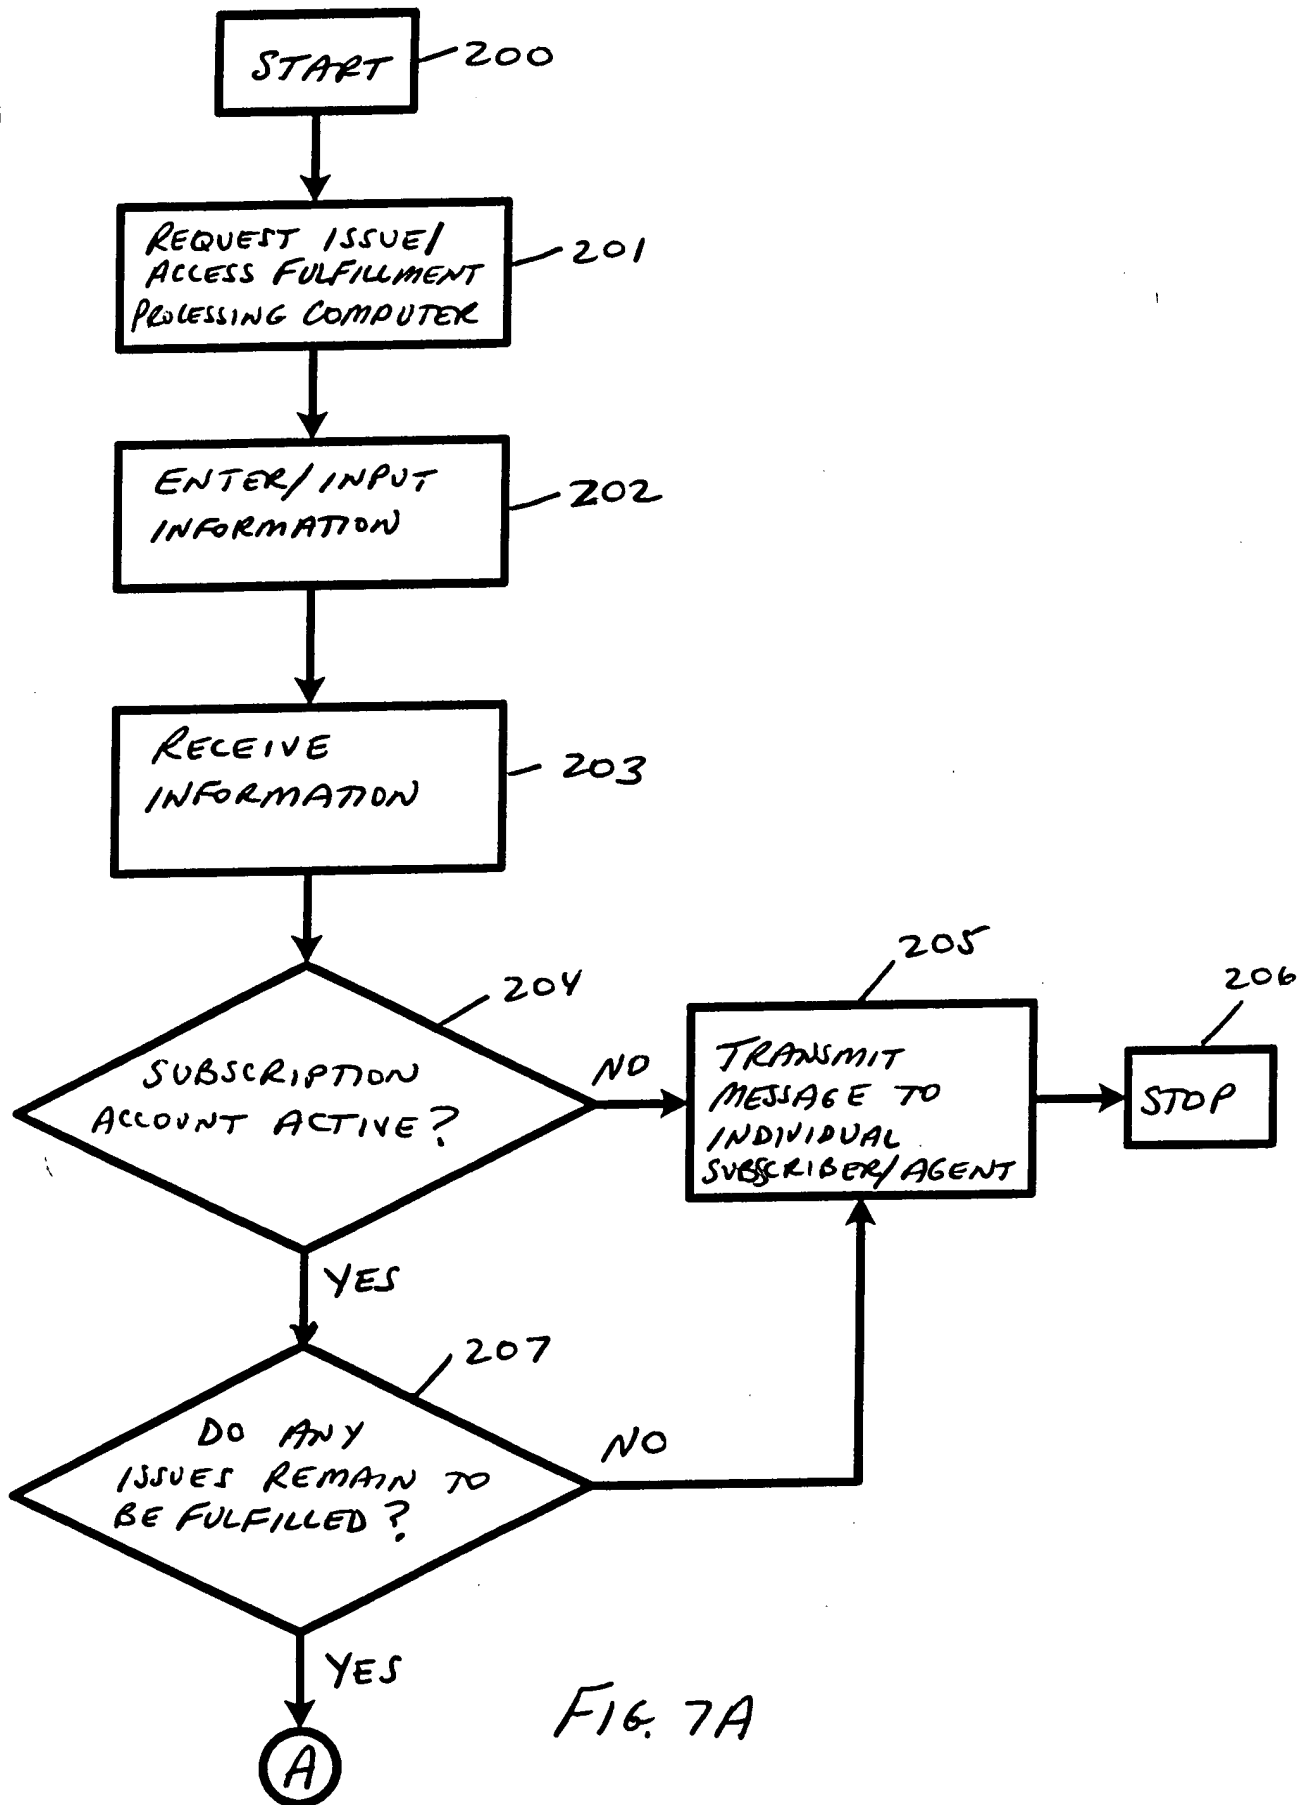 START
200
REQUEST ISSUE/
ACCESS FULFILLMENT
PROCESSING COMPUTER
201
ENTER/INPUT
INFORMATION
202
RECEIVE
INFORMATION
203
204
SUBSCRIPTION
ACCOUNT ACTIVE?
NO
205
TRANSMIT
MESSAGE TO
INDIVIDUAL
SUBSCRIBER/AGENT
206
STOP
YES
207
DO ANY
ISSUES REMAIN TO
BE FULFILLED?
NO
YES
A
FIG. 7A